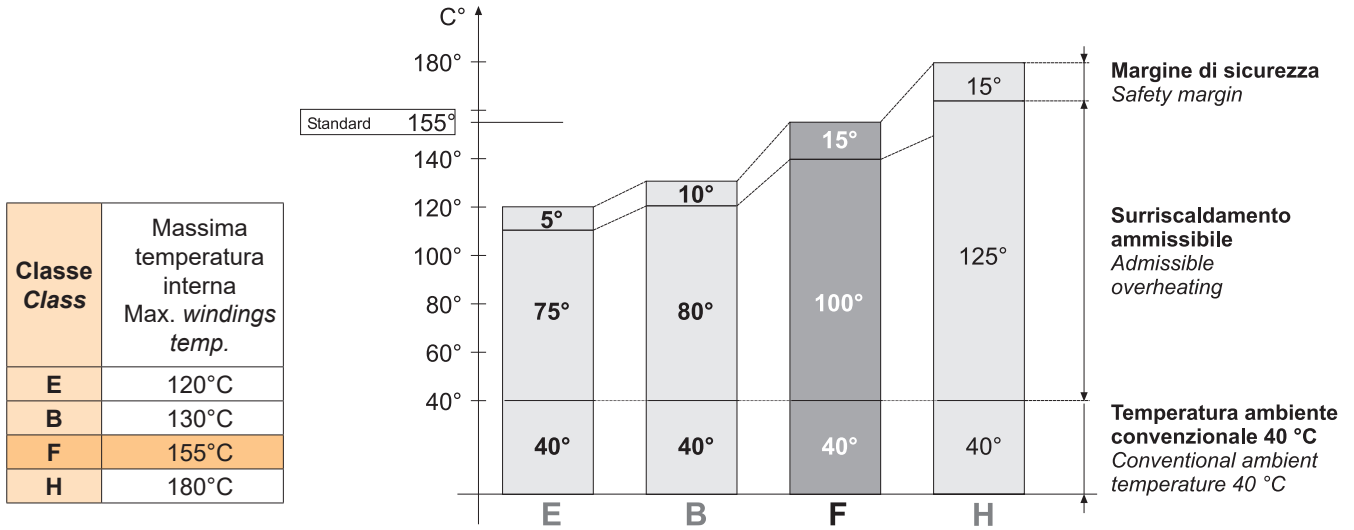 Classe
Class
Massima
temperatura
interna
Max. windings
temp.
E 120°C
B 130°C
F 155°C
H 180°C
C°
180°
Standard 155°
140°
120°
100°
80°
60°
40°
5°
75°
40°
10°
80°
40°
15°
100°
40°
15°
125°
40°
E B F H
Margine di sicurezza
Safety margin
Surriscaldamento
ammissibile
Admissible
overheating
Temperatura ambiente
convenzionale 40 °C
Conventional ambient
temperature 40 °C